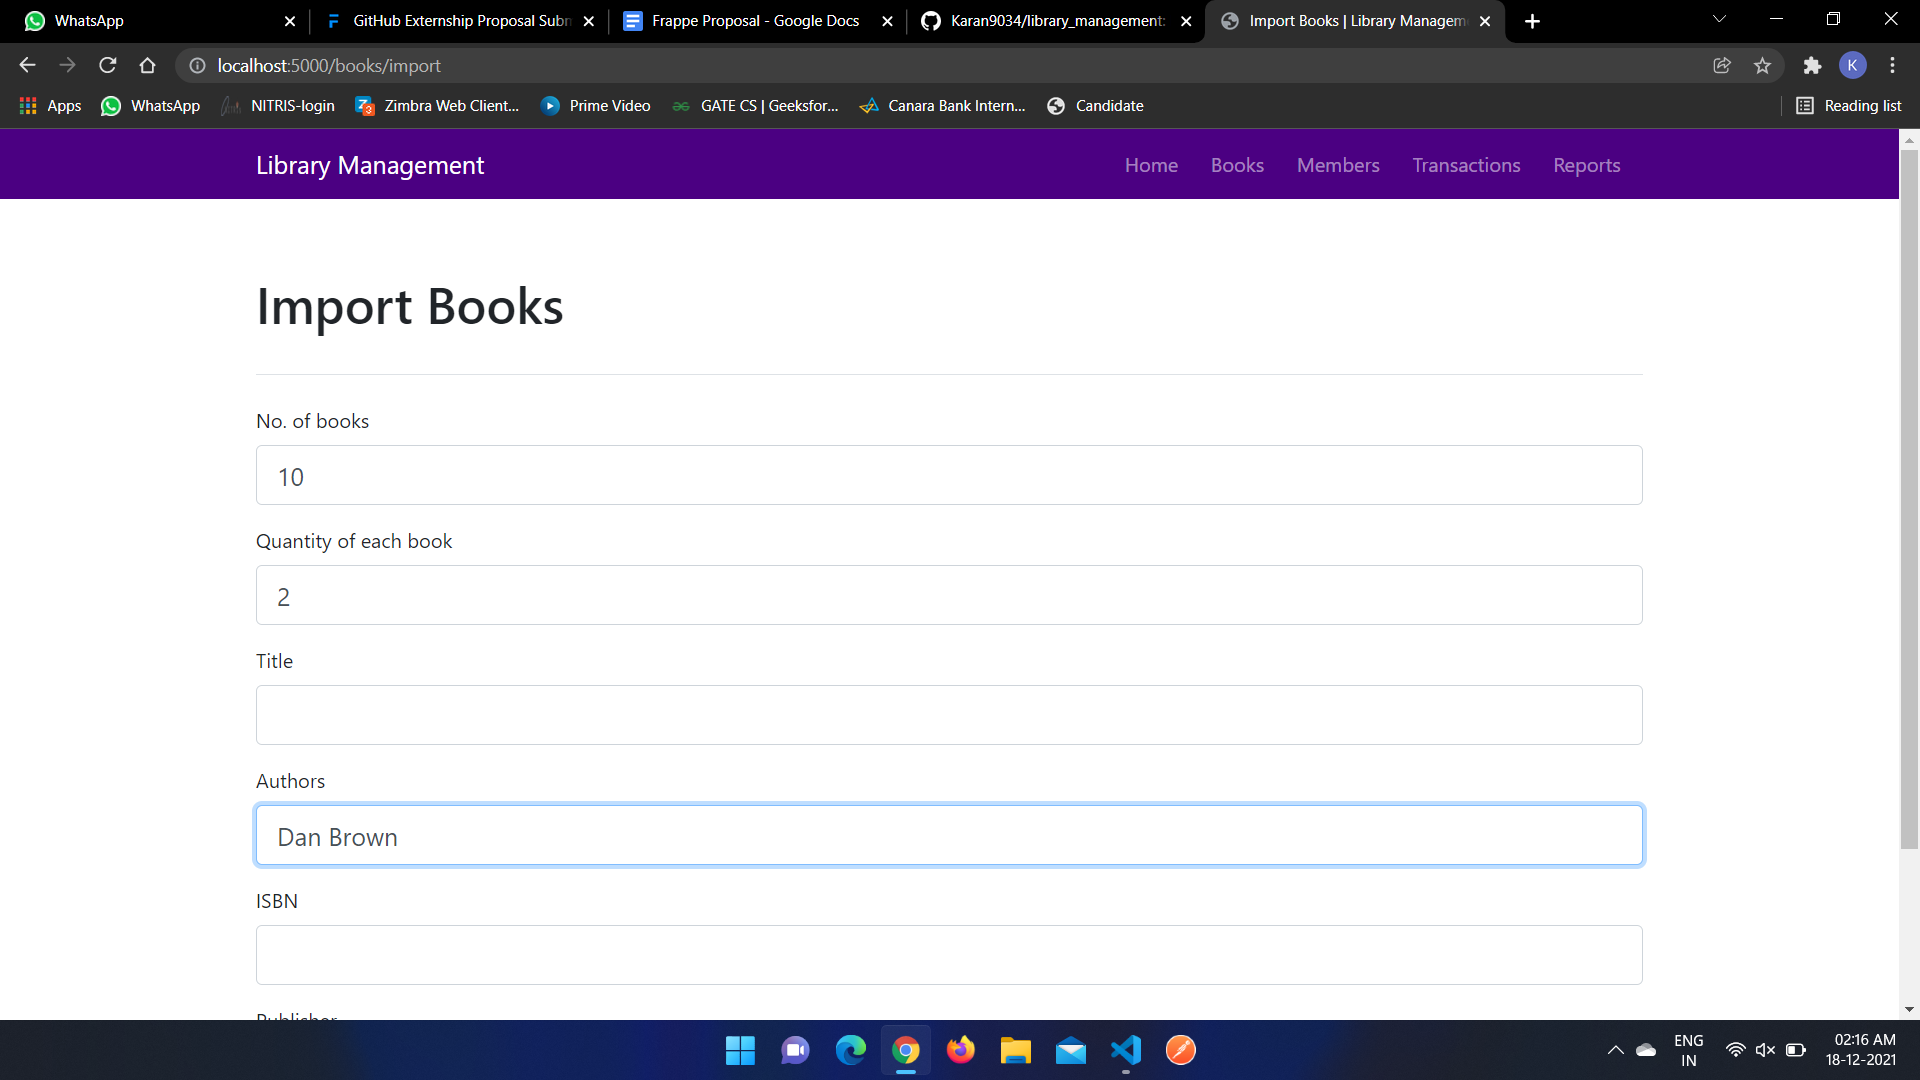 WhatsApp
GitHub Externship Proposal Subm
Frappe Proposal - Google Docs
Karan9034/library_management:
Import Books | Library Managem
localhost:5000/books/import
K
Apps
WhatsApp
NITRIS-login
Zimbra Web Client...
Prime Video
GATE CS | Geeksfor...
Canara Bank Intern...
Candidate
Reading list
Library Management
Home
Books
Members
Transactions
Reports
Import Books
No. of books
10
Quantity of each book
2
Title
Authors
Dan Brown
ISBN
Publisher
ENG
IN
02:16 AM
18-12-2021